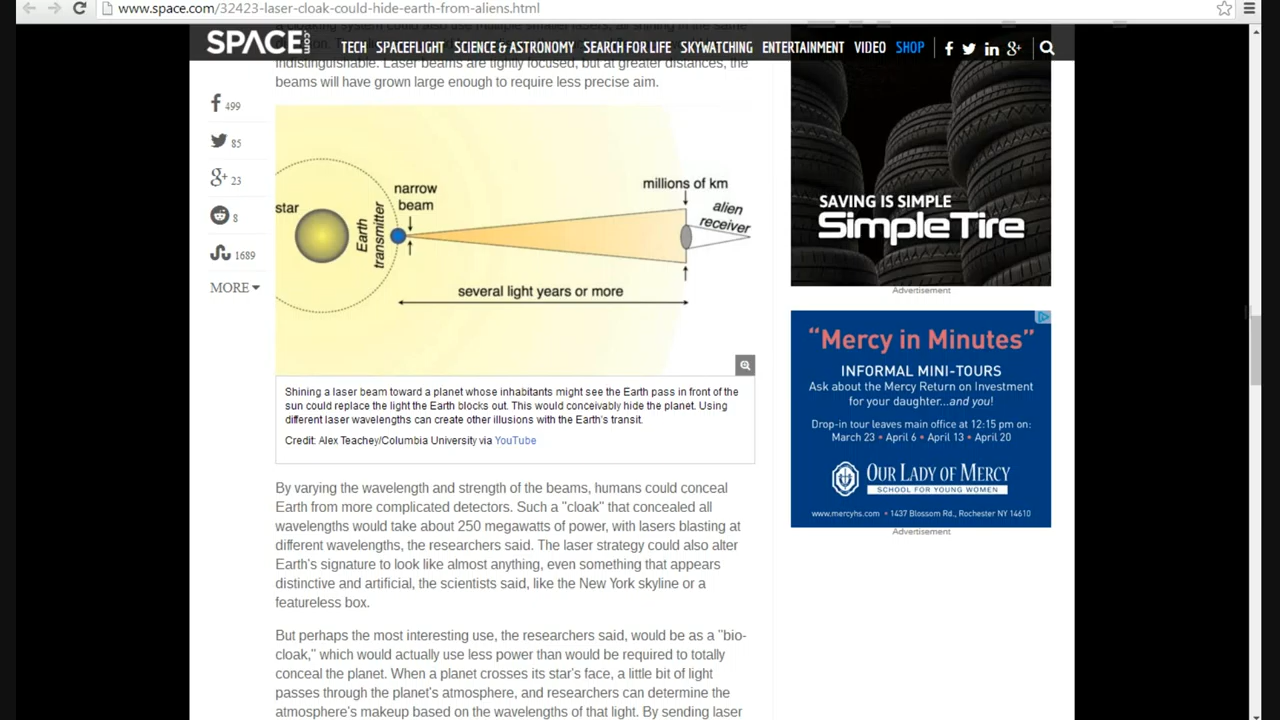 www.space.com/32423-laser-cloak-could-hide-earth-from-aliens.html
SPACE.com
TECH SPACEFLIGHT SCIENCE & ASTRONOMY SEARCH FOR LIFE SKYWATCHING ENTERTAINMENT VIDEO SHOP
indistinguishable. Laser beams are tightly focused, but at greater distances, the
beams will have grown large enough to require less precise aim.
499
85
23
8
1689
MORE
star
Earth
transmitter
narrow
beam
millions of km
alien
receiver
several light years or more
Shining a laser beam toward a planet whose inhabitants might see the Earth pass in front of the
sun could replace the light the Earth blocks out. This would conceivably hide the planet. Using
different laser wavelengths can create other illusions with the Earth's transit.
Credit: Alex Teachey/Columbia University via YouTube
By varying the wavelength and strength of the beams, humans could conceal
Earth from more complicated detectors. Such a "cloak" that concealed all
wavelengths would take about 250 megawatts of power, with lasers blasting at
different wavelengths, the researchers said. The laser strategy could also alter
Earth's signature to look like almost anything, even something that appears
distinctive and artificial, the scientists said, like the New York skyline or a
featureless box.
But perhaps the most interesting use, the researchers said, would be as a "bio-
cloak," which would actually use less power than would be required to totally
conceal the planet. When a planet crosses its star's face, a little bit of light
passes through the planet's atmosphere, and researchers can determine the
atmosphere's makeup based on the wavelengths of that light. By sending laser
SAVING IS SIMPLE
SimpleTire
Advertisement
"Mercy in Minutes"
INFORMAL MINI-TOURS
Ask about the Mercy Return on Investment
for your daughter...and you!
Drop-in tour leaves main office at 12:15 pm on:
March 23 • April 6 • April 13 • April 20
OUR LADY OF MERCY
SCHOOL FOR YOUNG WOMEN
www.mercyhs.com • 1437 Blossom Rd., Rochester NY 14610
Advertisement